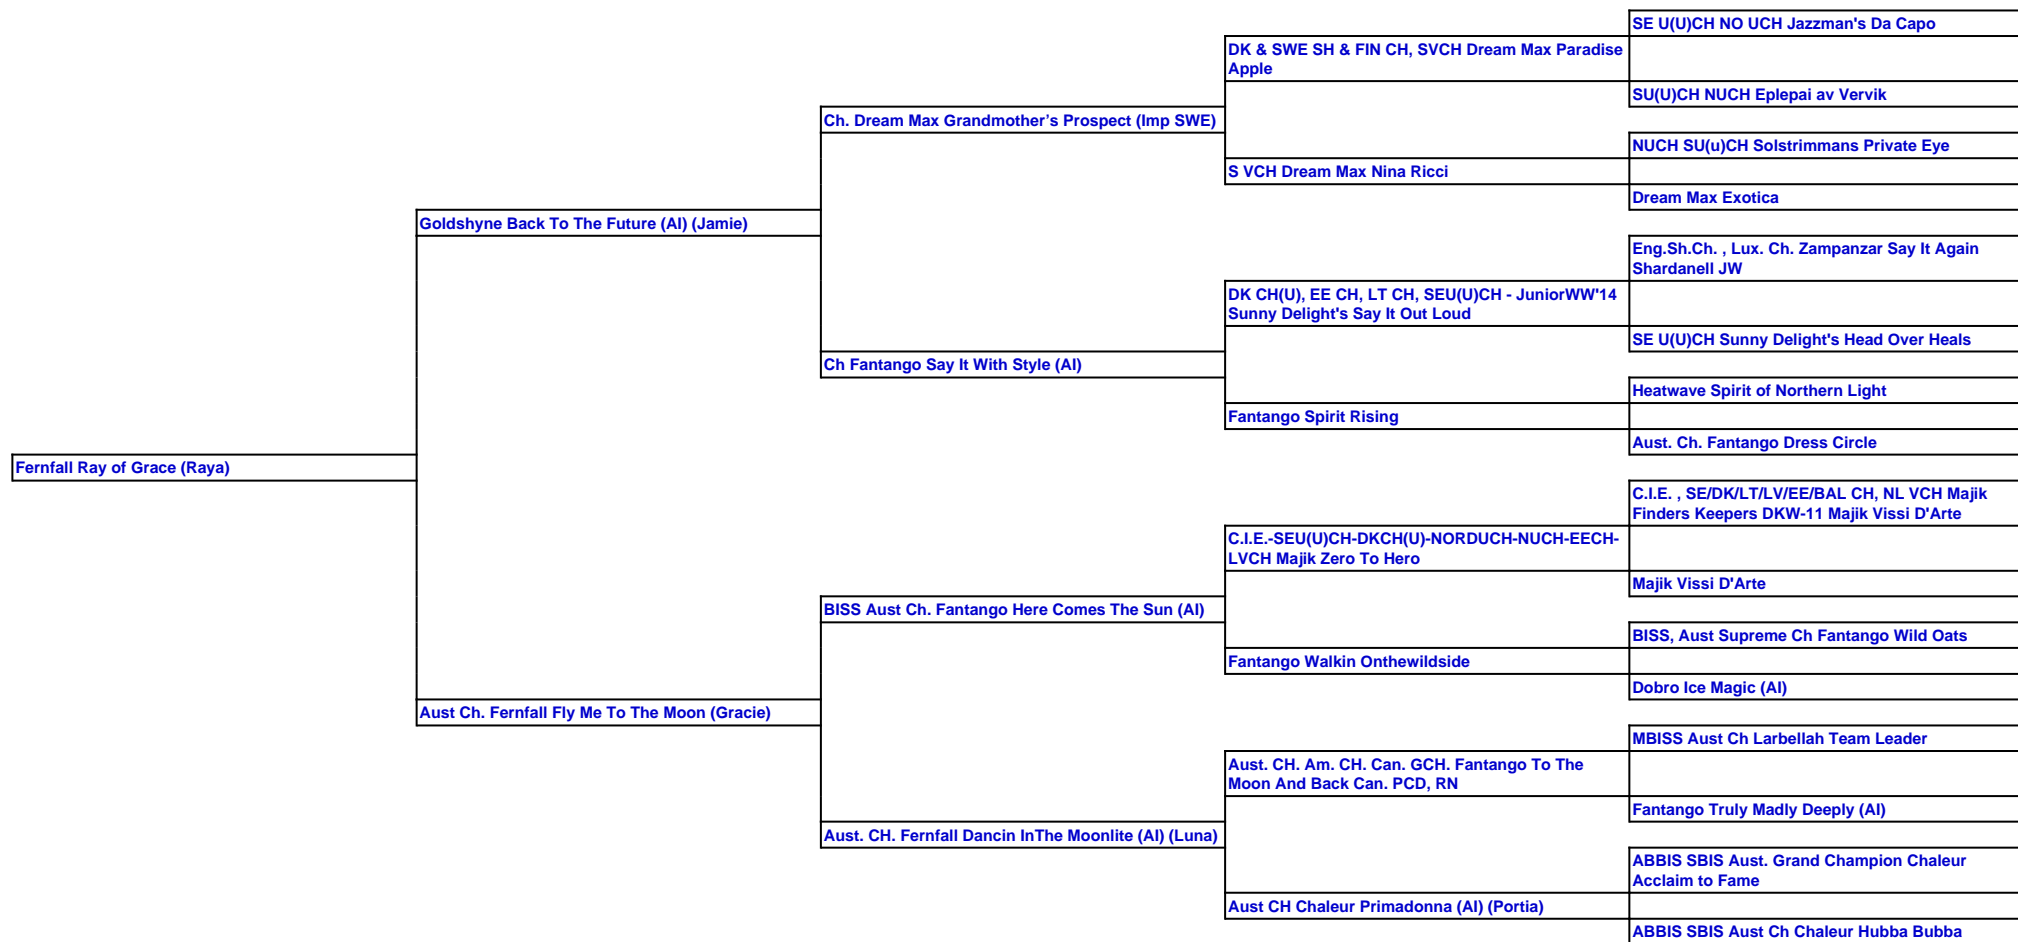 SE U(U)CH NO UCH Jazzman's Da Capo
DK & SWE SH & FIN CH, SVCH Dream Max Paradise
Apple
SU(U)CH NUCH Eplepai av Vervik
Ch. Dream Max Grandmother’s Prospect (Imp SWE)
NUCH SU(u)CH Solstrimmans Private Eye
S VCH Dream Max Nina Ricci
Dream Max Exotica
Goldshyne Back To The Future (AI) (Jamie)
Eng.Sh.Ch. , Lux. Ch. Zampanzar Say It Again
Shardanell JW
DK CH(U), EE CH, LT CH, SEU(U)CH - JuniorWW'14
Sunny Delight's Say It Out Loud
SE U(U)CH Sunny Delight's Head Over Heals
Ch Fantango Say It With Style (AI)
Heatwave Spirit of Northern Light
Fantango Spirit Rising
Aust. Ch. Fantango Dress Circle
Fernfall Ray of Grace (Raya)
C.I.E. , SE/DK/LT/LV/EE/BAL CH, NL VCH Majik
Finders Keepers DKW-11 Majik Vissi D'Arte
C.I.E.-SEU(U)CH-DKCH(U)-NORDUCH-NUCH-EECH-
LVCH Majik Zero To Hero
Majik Vissi D'Arte
BISS Aust Ch. Fantango Here Comes The Sun (AI)
BISS, Aust Supreme Ch Fantango Wild Oats
Fantango Walkin Onthewildside
Dobro Ice Magic (AI)
Aust Ch. Fernfall Fly Me To The Moon (Gracie)
MBISS Aust Ch Larbellah Team Leader
Aust. CH. Am. CH. Can. GCH. Fantango To The
Moon And Back Can. PCD, RN
Fantango Truly Madly Deeply (AI)
Aust. CH. Fernfall Dancin InThe Moonlite (AI) (Luna)
ABBIS SBIS Aust. Grand Champion Chaleur
Acclaim to Fame
Aust CH Chaleur Primadonna (AI) (Portia)
ABBIS SBIS Aust Ch Chaleur Hubba Bubba